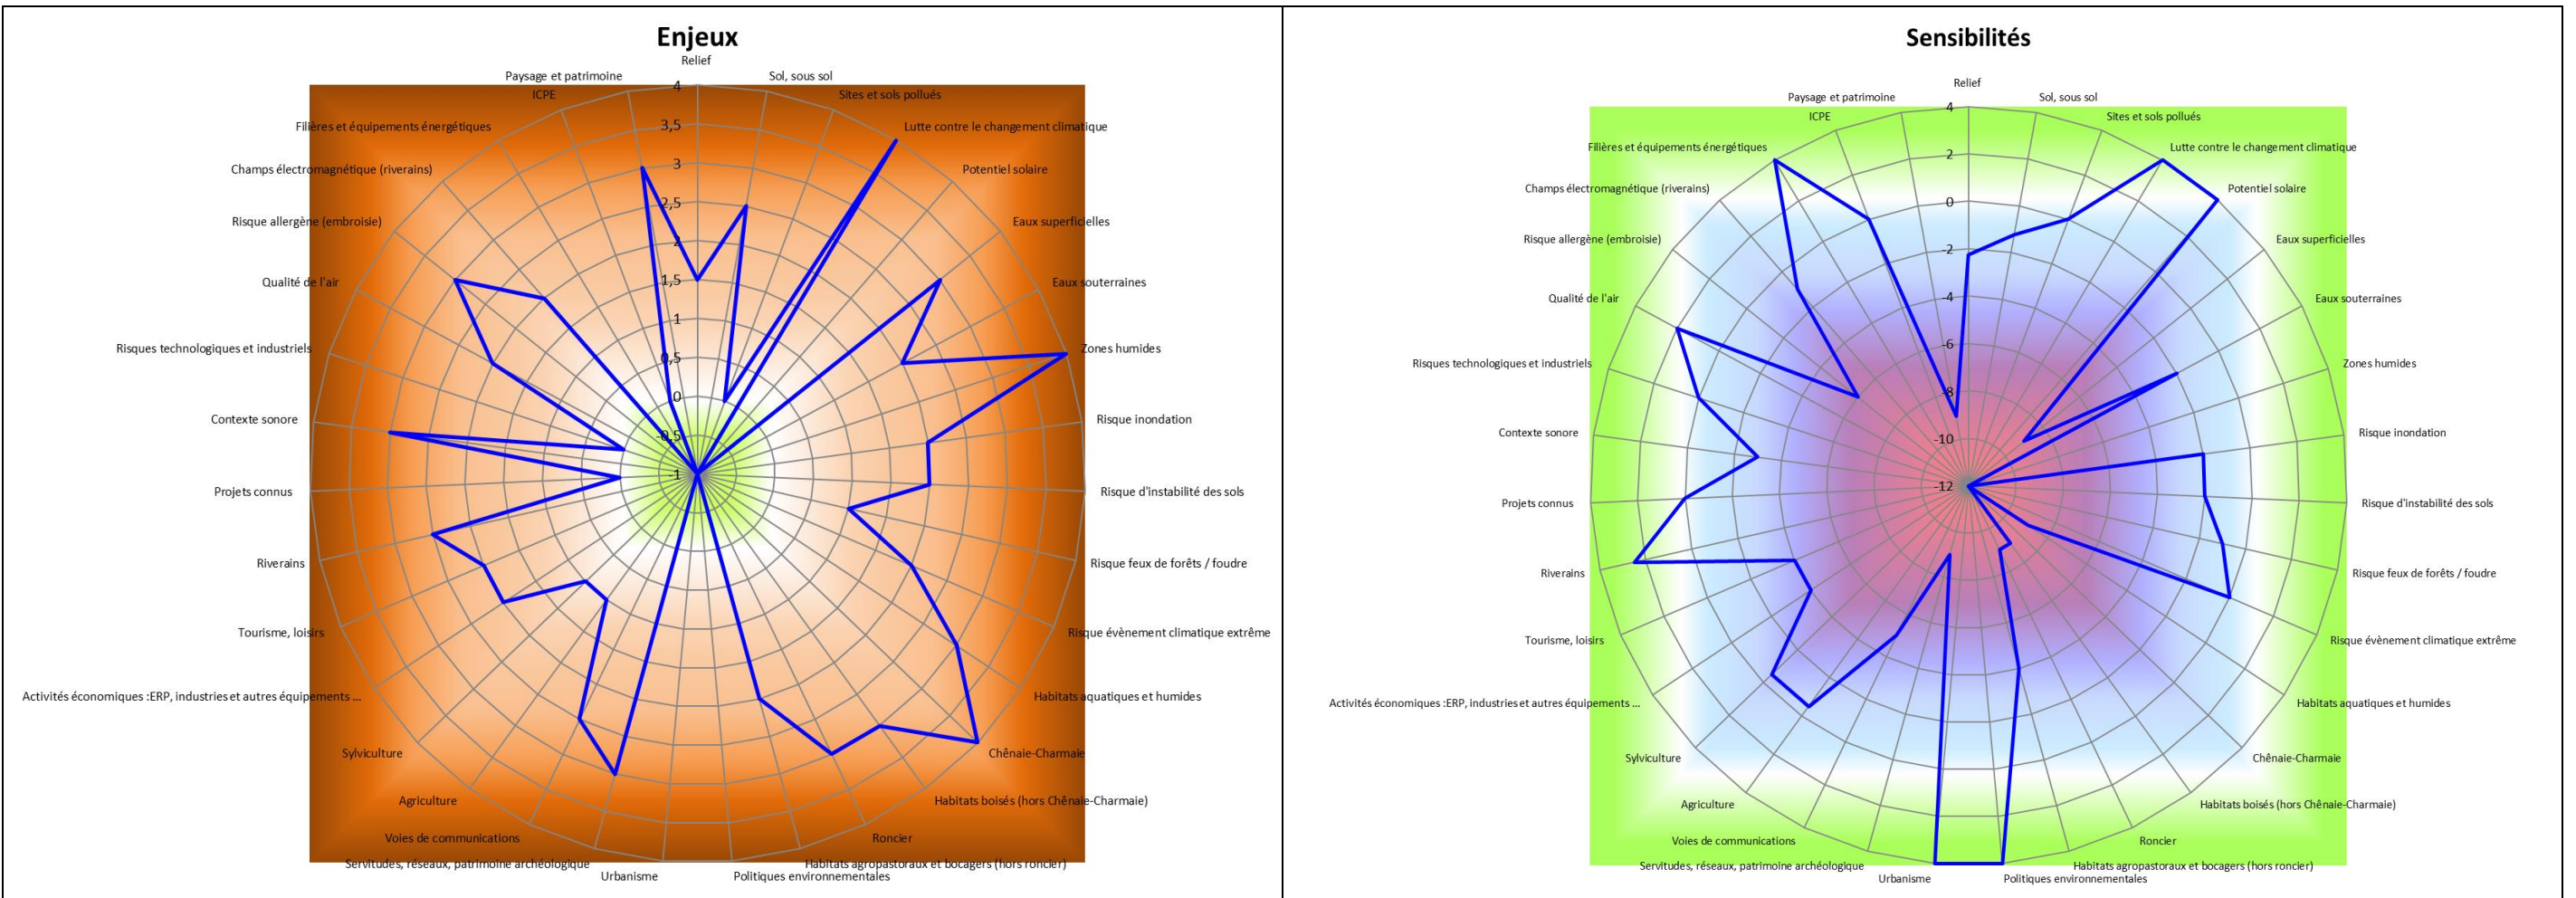 Enjeux
Relief
Sol, sous sol
Sites et sols pollués
Lutte contre le changement climatique
Potentiel solaire
Eaux superficielles
Eaux souterraines
Zones humides
Risque inondation
Risque d'instabilité des sols
Risque feux de forêts / foudre
Risque évènement climatique extrême
Habitats aquatiques et humides
Chênaie-Charmaie
Habitats boisés (hors Chênaie-Charmaie)
Roncier
Habitats agropastoraux et bocagers (hors roncier)
Politiques environnementales
Urbanisme
Servitudes, réseaux, patrimoine archéologique
Voies de communications
Agriculture
Sylviculture
Activités économiques :ERP, industries et autres équipements ...
Tourisme, loisirs
Riverains
Projets connus
Contexte sonore
Risques technologiques et industriels
Qualité de l'air
Risque allergène (embroisie)
Champs électromagnétique (riverains)
Filières et équipements énergétiques
ICPE
Paysage et patrimoine
4
3,5
3
2,5
2
1,5
1
0,5
0
-0,5
-1
Sensibilités
Relief
Sol, sous sol
Sites et sols pollués
Lutte contre le changement climatique
Potentiel solaire
Eaux superficielles
Eaux souterraines
Zones humides
Risque inondation
Risque d'instabilité des sols
Risque feux de forêts / foudre
Risque évènement climatique extrême
Habitats aquatiques et humides
Chênaie-Charmaie
Habitats boisés (hors Chênaie-Charmaie)
Roncier
Habitats agropastoraux et bocagers (hors roncier)
Politiques environnementales
Urbanisme
Servitudes, réseaux, patrimoine archéologique
Voies de communications
Agriculture
Sylviculture
Activités économiques :ERP, industries et autres équipements ...
Tourisme, loisirs
Riverains
Projets connus
Contexte sonore
Risques technologiques et industriels
Qualité de l'air
Risque allergène (embroisie)
Champs électromagnétique (riverains)
Filières et équipements énergétiques
ICPE
Paysage et patrimoine
4
2
0
-2
-4
-6
-8
-10
-12